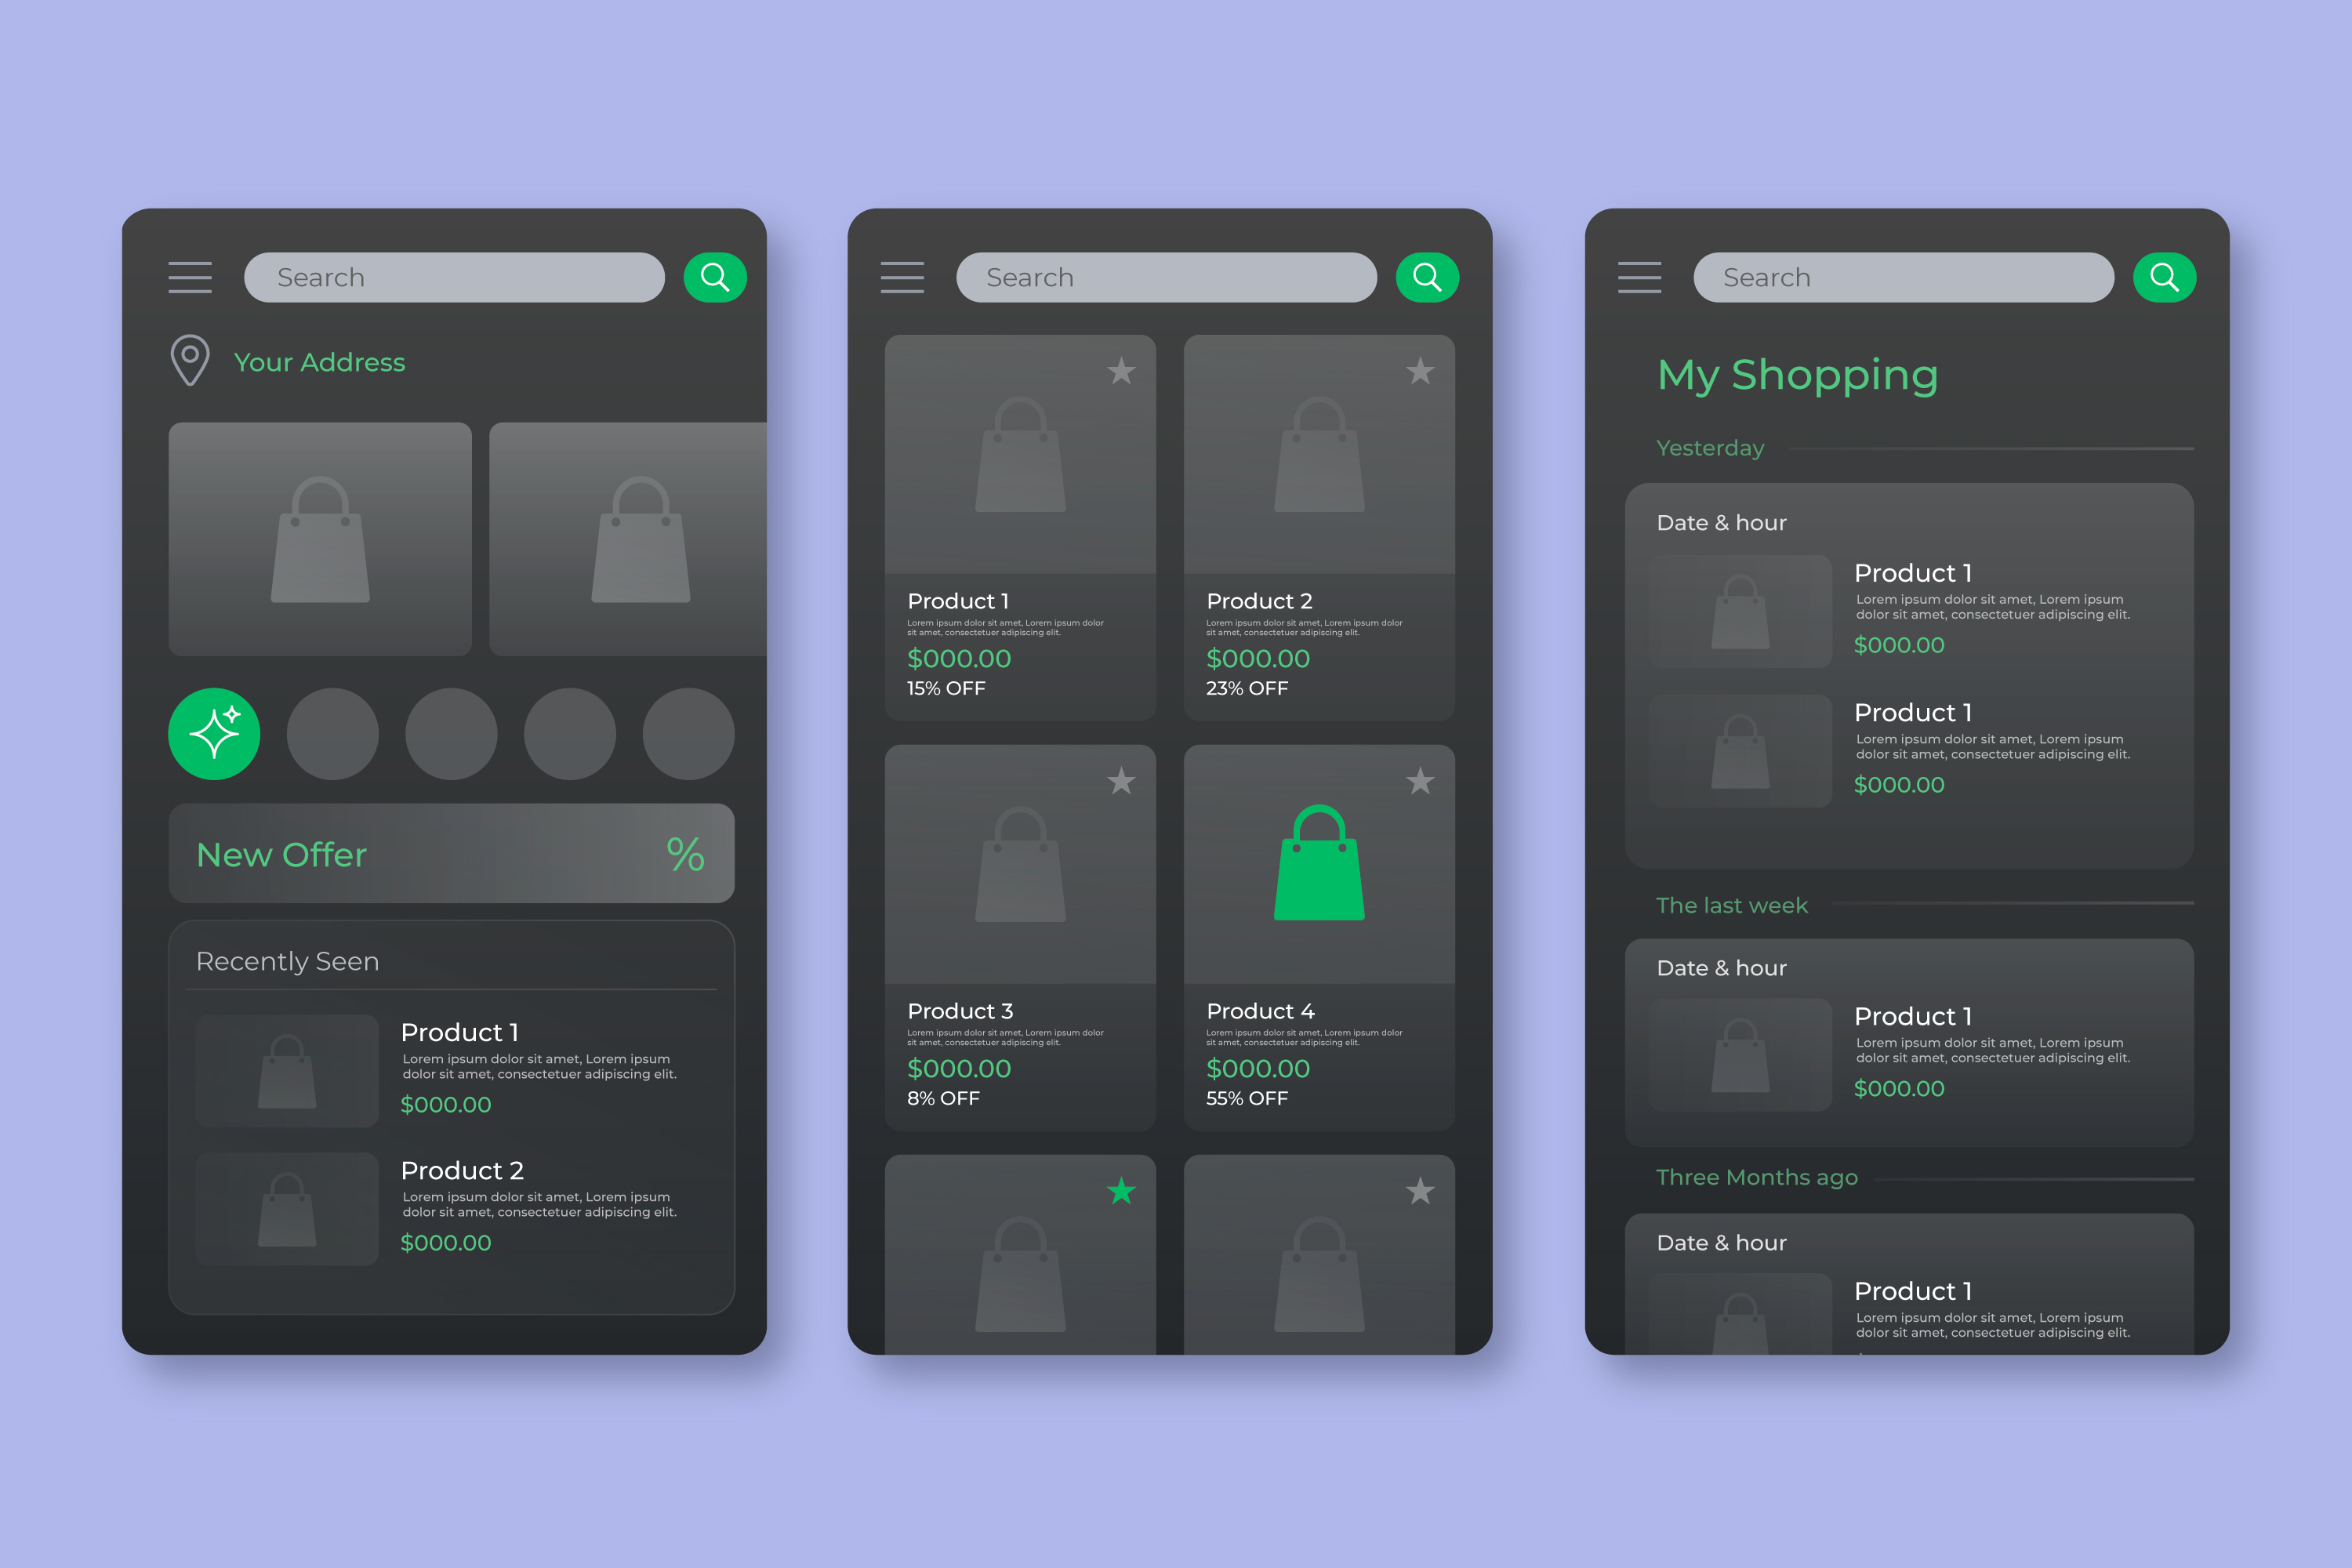 Search
Your Address
New Offer %
Recently Seen
Product 1
Lorem ipsum dolor sit amet, Lorem ipsum
dolor sit amet, consectetuer adipiscing elit.
$000.00
Product 2
Lorem ipsum dolor sit amet, Lorem ipsum
dolor sit amet, consectetuer adipiscing elit.
$000.00
Search
Product 1
Lorem ipsum dolor sit amet, Lorem ipsum dolor
sit amet, consectetuer adipiscing elit.
$000.00
15% OFF
Product 2
Lorem ipsum dolor sit amet, Lorem ipsum dolor
sit amet, consectetuer adipiscing elit.
$000.00
23% OFF
Product 3
Lorem ipsum dolor sit amet, Lorem ipsum dolor
sit amet, consectetuer adipiscing elit.
$000.00
8% OFF
Product 4
Lorem ipsum dolor sit amet, Lorem ipsum dolor
sit amet, consectetuer adipiscing elit.
$000.00
55% OFF
Search
My Shopping
Yesterday
Date & hour
Product 1
Lorem ipsum dolor sit amet, Lorem ipsum
dolor sit amet, consectetuer adipiscing elit.
$000.00
Product 1
Lorem ipsum dolor sit amet, Lorem ipsum
dolor sit amet, consectetuer adipiscing elit.
$000.00
The last week
Date & hour
Product 1
Lorem ipsum dolor sit amet, Lorem ipsum
dolor sit amet, consectetuer adipiscing elit.
$000.00
Three Months ago
Date & hour
Product 1
Lorem ipsum dolor sit amet, Lorem ipsum
dolor sit amet, consectetuer adipiscing elit.